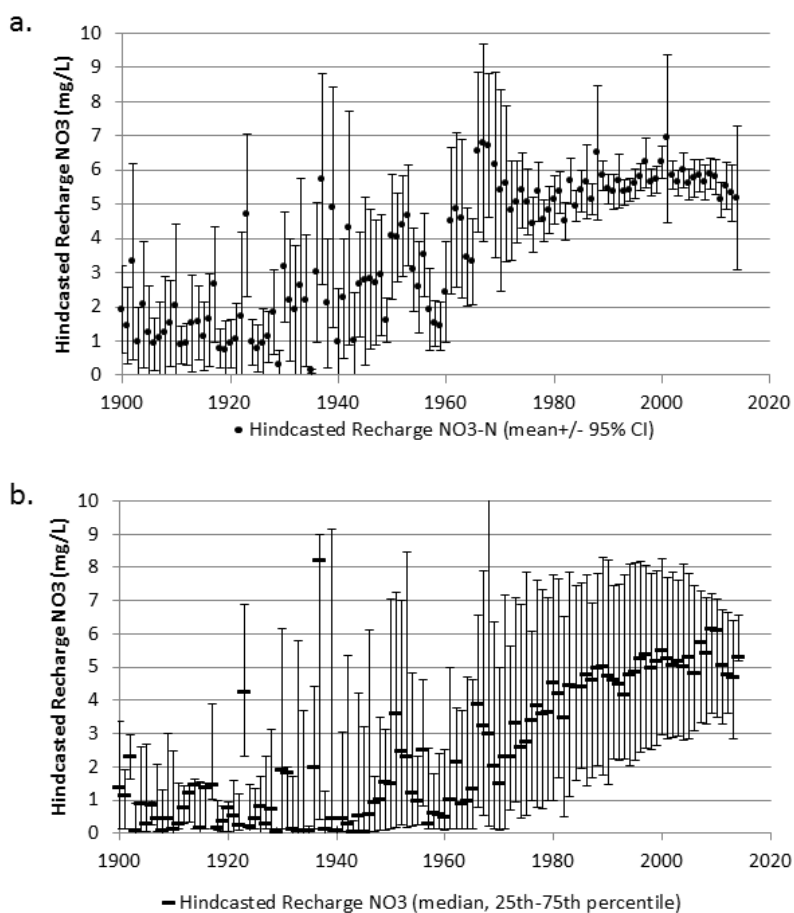 a.
Hindcasted Recharge NO3 (mg/L)
10
9
8
7
6
5
4
3
2
1
0
1900 1920 1940 1960 1980 2000 2020
• Hindcasted Recharge NO3-N (mean+/- 95% CI)
b.
Hindcasted Recharge NO3 (mg/L)
10
9
8
7
6
5
4
3
2
1
0
1900 1920 1940 1960 1980 2000 2020
Hindcasted Recharge NO3 (median, 25th-75th percentile)